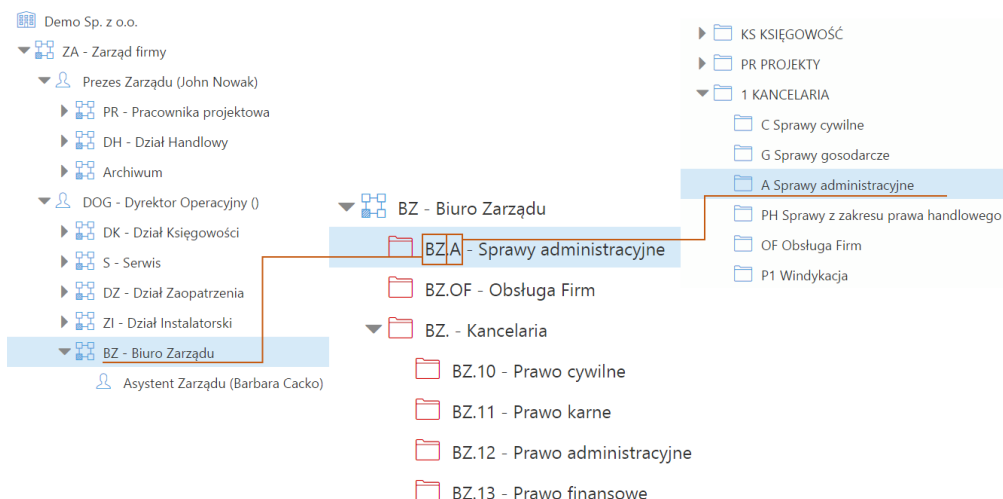 Demo Sp. z o.o.
ZA - Zarząd firmy
Prezes Zarządu (John Nowak)
PR - Pracownika projektowa
DH - Dział Handlowy
Archiwum
DOG - Dyrektor Operacyjny ()
DK - Dział Księgowości
S - Serwis
DZ - Dział Zaopatrzenia
ZI - Dział Instalatorski
BZ - Biuro Zarządu
Asystent Zarządu (Barbara Cacko)
BZ - Biuro Zarządu
BZ.A - Sprawy administracyjne
BZ.OF - Obsługa Firm
BZ. - Kancelaria
BZ.10 - Prawo cywilne
BZ.11 - Prawo karne
BZ.12 - Prawo administracyjne
BZ.13 - Prawo finansowe
KS KSIĘGOWOŚĆ
PR PROJEKTY
1 KANCELARIA
C Sprawy cywilne
G Sprawy gosodarcze
A Sprawy administracyjne
PH Sprawy z zakresu prawa handlowego
OF Obsługa Firm
P1 Windykacja